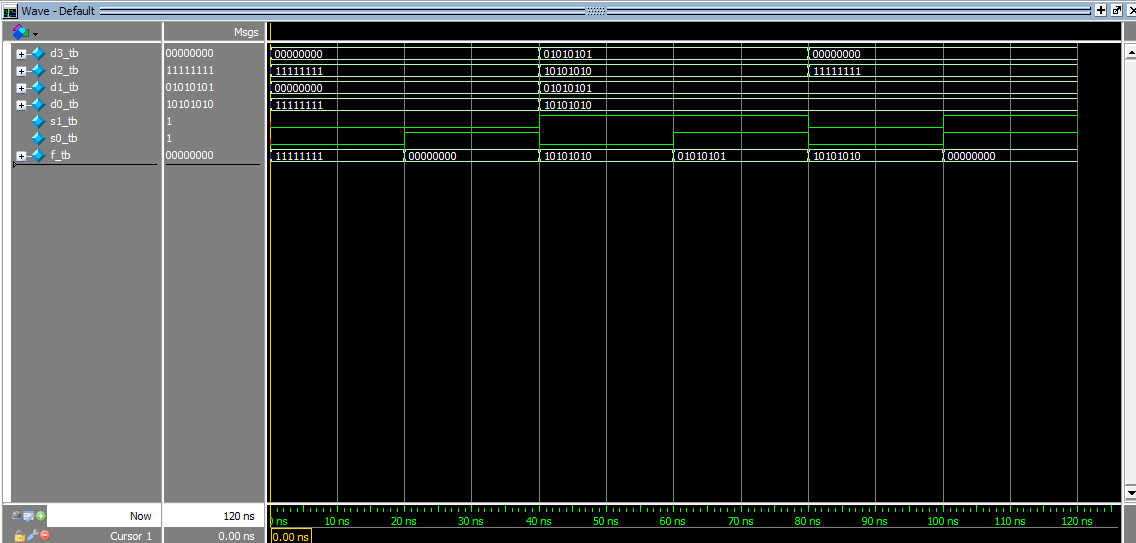 Wave - Default
Msgs
d3_tb 00000000 00000000 01010101 00000000
d2_tb 11111111 11111111 10101010 11111111
d1_tb 01010101 00000000 01010101
d0_tb 10101010 11111111 10101010
s1_tb 1
s0_tb 1
f_tb 00000000 11111111 00000000 10101010 01010101 10101010 00000000
Now 120 ns 0 ns 10 ns 20 ns 30 ns 40 ns 50 ns 60 ns 70 ns 80 ns 90 ns 100 ns 110 ns 120 ns
Cursor 1 0.00 ns 0.00 ns